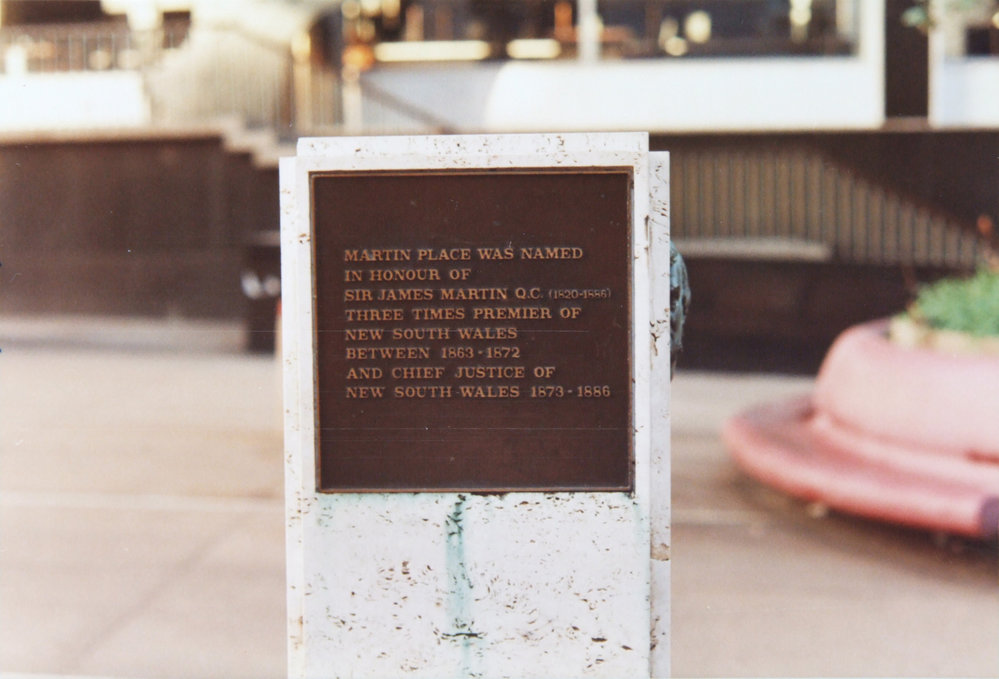 MARTIN PLACE WAS NAMED
IN HONOUR OF
SIR JAMES MARTIN Q.C. (1820-1886)
THREE TIMES PREMIER OF
NEW SOUTH WALES
BETWEEN 1863-1872
AND CHIEF JUSTICE OF
NEW SOUTH WALES 1873-1886